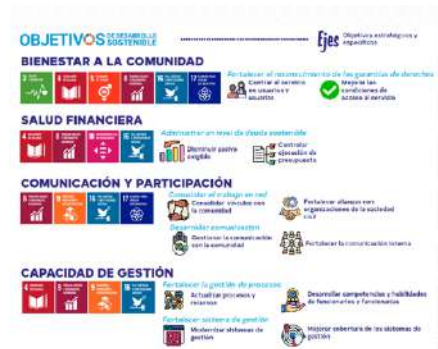 OBJETIVOS DE DESARROLLO
SOSTENIBLE
Ejes Objetivos estratégicos y
específicos
BIENESTAR A LA COMUNIDAD
Fortalecer el reconocimiento de las garantías de derechos
Centrar el servicio
en usuarias y
usuarios
Mejorar las
condiciones de
acceso al servicio
SALUD FINANCIERA
Administrar un nivel de deuda sostenible
Disminuir pasivo
exigible
Controlar
ejecución de
presupuesto
COMUNICACIÓN Y PARTICIPACIÓN
Consolidar el trabajo en red
Consolidar vínculos con
la comunidad
Fortalecer alianzas con
organizaciones de la sociedad
civil
Desarrollar comunicación
Gestionar la comunicación
con la comunidad
Fortalecer la comunicación interna
CAPACIDAD DE GESTIÓN
Fortalecer la gestión de procesos
Actualizar procesos y
recursos
Desarrollar competencias y habilidades
de funcionarias y funcionarios
Fortalecer sistema de gestión
Modernizar sistemas de
gestión
Mejorar cobertura de los sistemas de
gestión